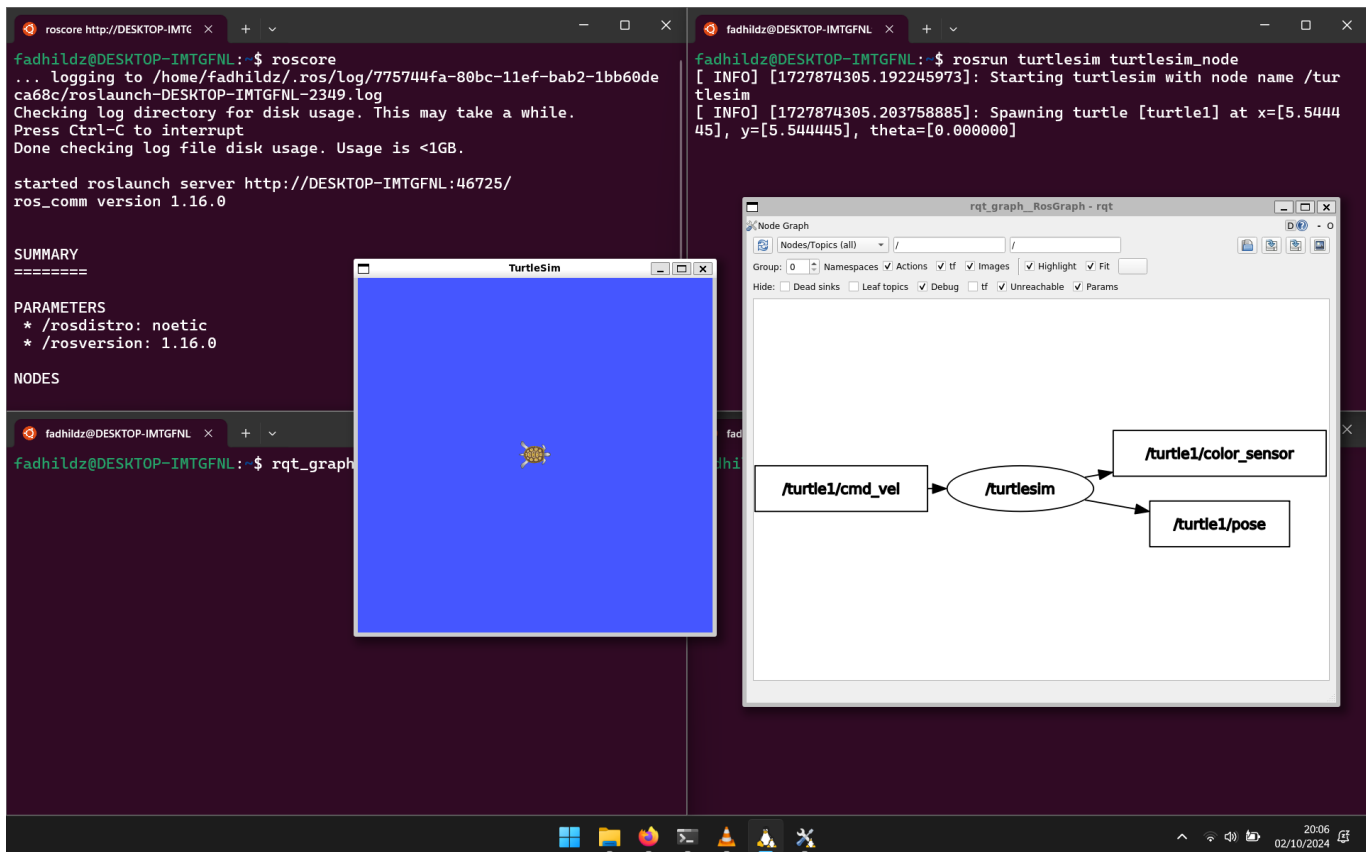 roscore http://DESKTOP-IMTG
fadhildz@DESKTOP-IMTGFNL:~$ roscore
... logging to /home/fadhildz/.ros/log/775744fa-80bc-11ef-bab2-1bb60de
ca68c/roslaunch-DESKTOP-IMTGFNL-2349.log
Checking log directory for disk usage. This may take a while.
Press Ctrl-C to interrupt
Done checking log file disk usage. Usage is <1GB.
started roslaunch server http://DESKTOP-IMTGFNL:46725/
ros_comm version 1.16.0
SUMMARY
========
PARAMETERS
* /rosdistro: noetic
* /rosversion: 1.16.0
NODES
fadhildz@DESKTOP-IMTGFNL
fadhildz@DESKTOP-IMTGFNL:~$ rosrun turtlesim turtlesim_node
[ INFO] [1727874305.192245973]: Starting turtlesim with node name /tur
tlesim
[ INFO] [1727874305.203758885]: Spawning turtle [turtle1] at x=[5.5444
45], y=[5.544445], theta=[0.000000]
TurtleSim
rqt_graph__RosGraph - rqt
Node Graph
D - O
Nodes/Topics (all) / /
Group: 0 Namespaces Actions tf Images Highlight Fit
Hide: Dead sinks Leaf topics Debug tf Unreachable Params
/turtle1/color_sensor
/turtle1/cmd_vel
/turtlesim
/turtle1/pose
fadhildz@DESKTOP-IMTGFNL
fadhildz@DESKTOP-IMTGFNL:~$ rqt_graph
fad
dhi
20:06
02/10/2024